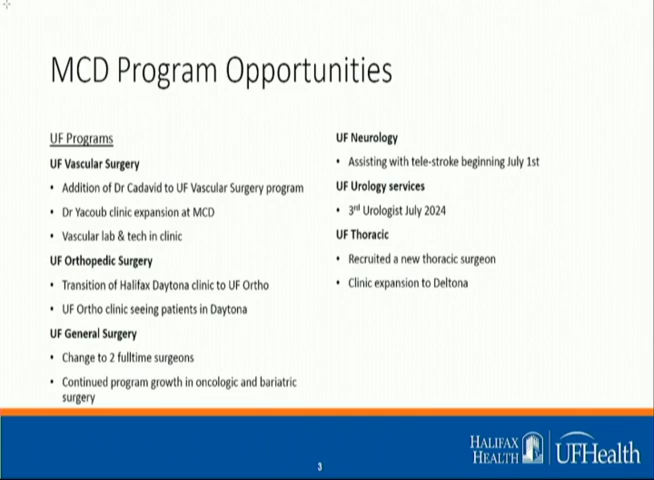 MCD Program Opportunities
UF Programs
UF Vascular Surgery
• Addition of Dr Cadavid to UF Vascular Surgery program
• Dr Yacoub clinic expansion at MCD
• Vascular lab & tech in clinic
UF Orthopedic Surgery
• Transition of Halifax Daytona clinic to UF Ortho
• UF Ortho clinic seeing patients in Daytona
UF General Surgery
• Change to 2 fulltime surgeons
• Continued program growth in oncologic and bariatric
surgery
UF Neurology
• Assisting with tele-stroke beginning July 1st
UF Urology services
• 3rd Urologist July 2024
UF Thoracic
• Recruited a new thoracic surgeon
• Clinic expansion to Deltona
3
HALIFAX
HEALTH
UFHealth